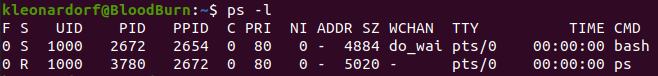 kleonardorf@BloodBurn:~$ ps -l
F S   UID     PID    PPID  C PRI  NI ADDR SZ WCHAN  TTY          TIME CMD
0 S  1000    2672    2654  0  80   0 -  4884 do_wai pts/0    00:00:00 bash
0 R  1000    3780    2672  0  80   0 -  5020 -      pts/0    00:00:00 ps